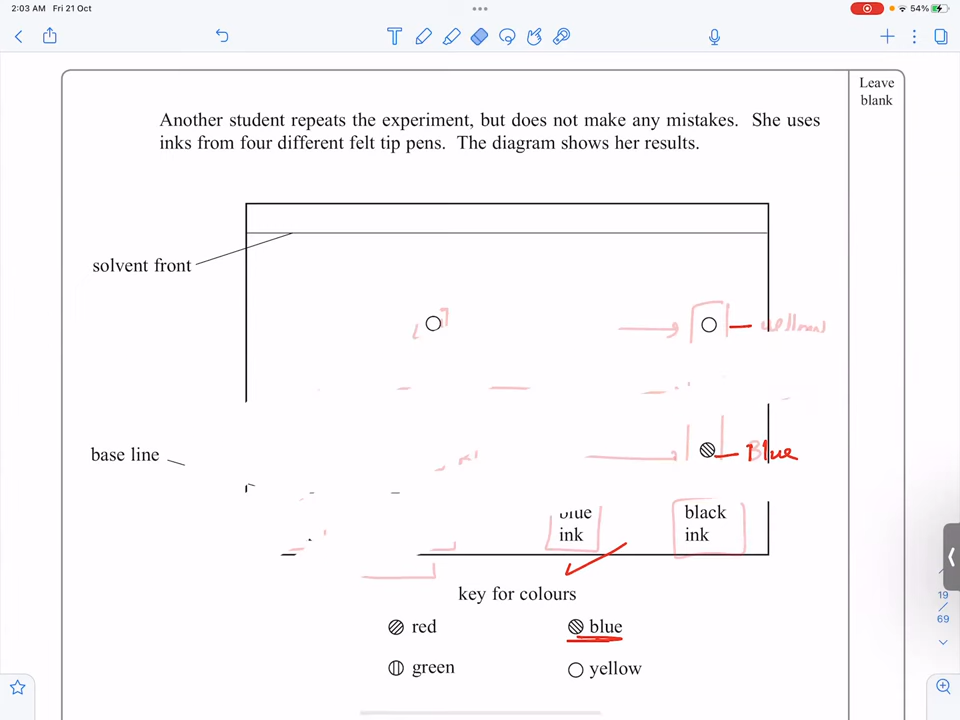 2:03 AM Fri 21 Oct
54%
Leave
blank
Another student repeats the experiment, but does not make any mistakes. She uses
inks from four different felt tip pens. The diagram shows her results.
solvent front
base line
Blue
blue
ink
black
ink
key for colours
red
blue
green
yellow
19
/
69